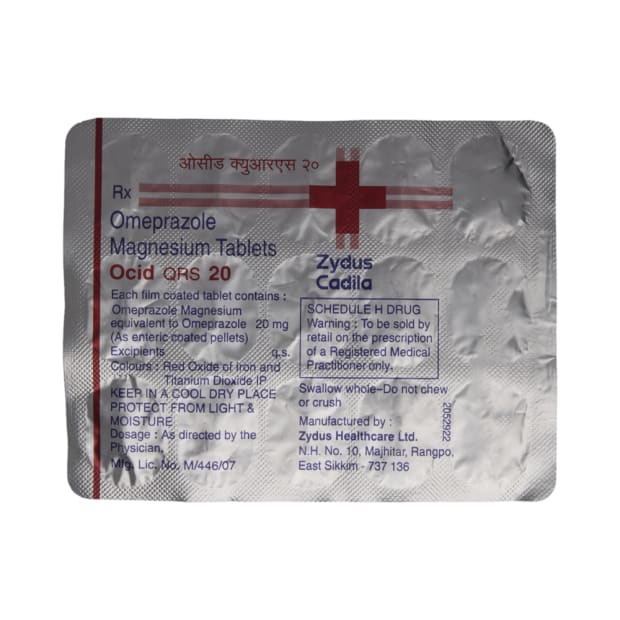 ओसीड क्युआरएस २०
Rx
Omeprazole
Magnesium Tablets
Ocid QRS 20
Each film coated tablet contains :
Omeprazole Magnesium
equivalent to Omeprazole 20 mg
(As enteric coated pellets)
Excipients q.s.
Colours : Red Oxide of Iron and
Titanium Dioxide IP
KEEP IN A COOL DRY PLACE
PROTECT FROM LIGHT &
MOISTURE
Dosage : As directed by the
Physician.
Mfg. Lic. No. M/446/07
Zydus
Cadila
SCHEDULE H DRUG
Warning : To be sold by
retail on the prescription
of a Registered Medical
Practitioner only.
Swallow whole–Do not chew
or crush
Manufactured by :
Zydus Healthcare Ltd.
N.H. No. 10, Majhitar, Rangpo,
East Sikkim - 737 136
2052922